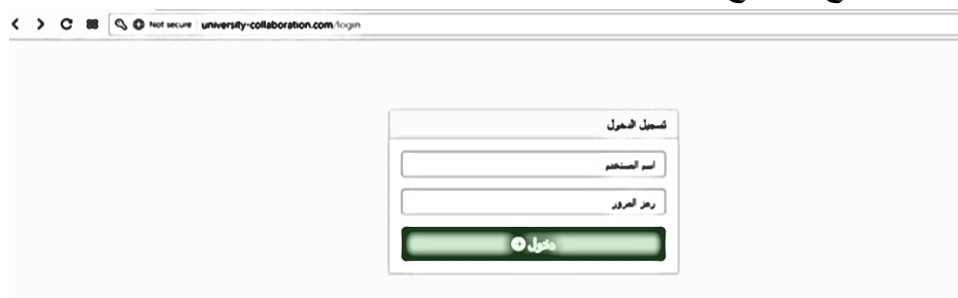 Not secure university-collaboration.com/login
تسجيل الدخول
اسم المستخدم
رمز المرور
دخول